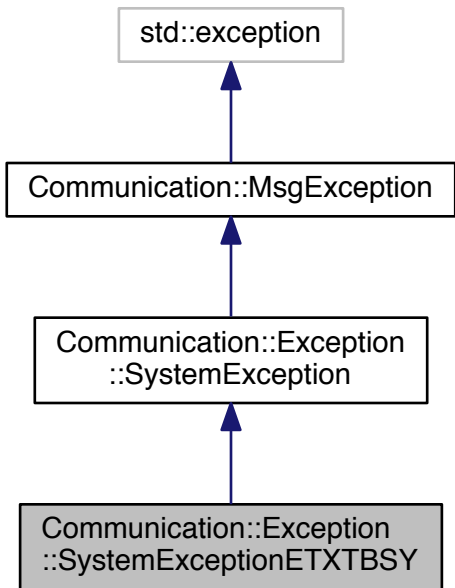 std::exception
Communication::MsgException
Communication::Exception
::SystemException
Communication::Exception
::SystemExceptionETXTBSY